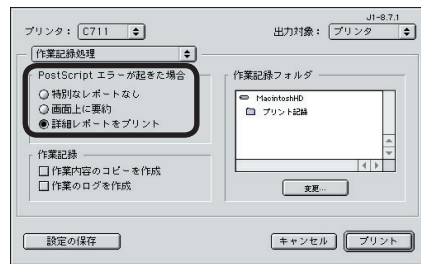 J1-8.7.1
プリンタ： C711 出力対象： プリンタ
作業記録処理
PostScript エラーが起きた場合
特別なレポートなし
画面上に要約
詳細レポートをプリント
作業記録
作業内容のコピーを作成
作業のログを作成
作業記録フォルダ
MacintoshHD
プリント記録
変更...
設定の保存 キャンセル プリント